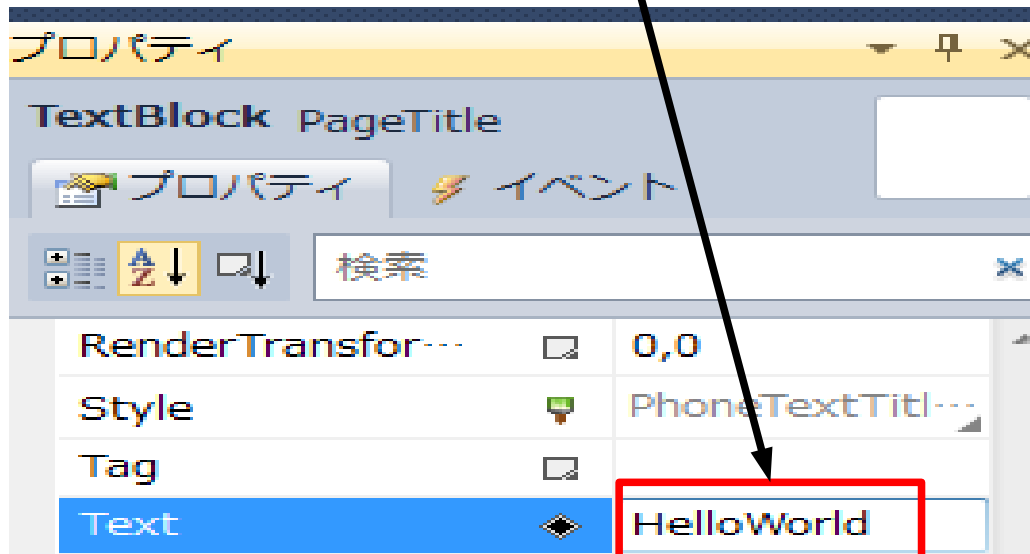 プロパティ
TextBlock PageTitle
プロパティ イベント
検索
RenderTransfor... 0,0
Style PhoneTextTitl...
Tag
Text HelloWorld